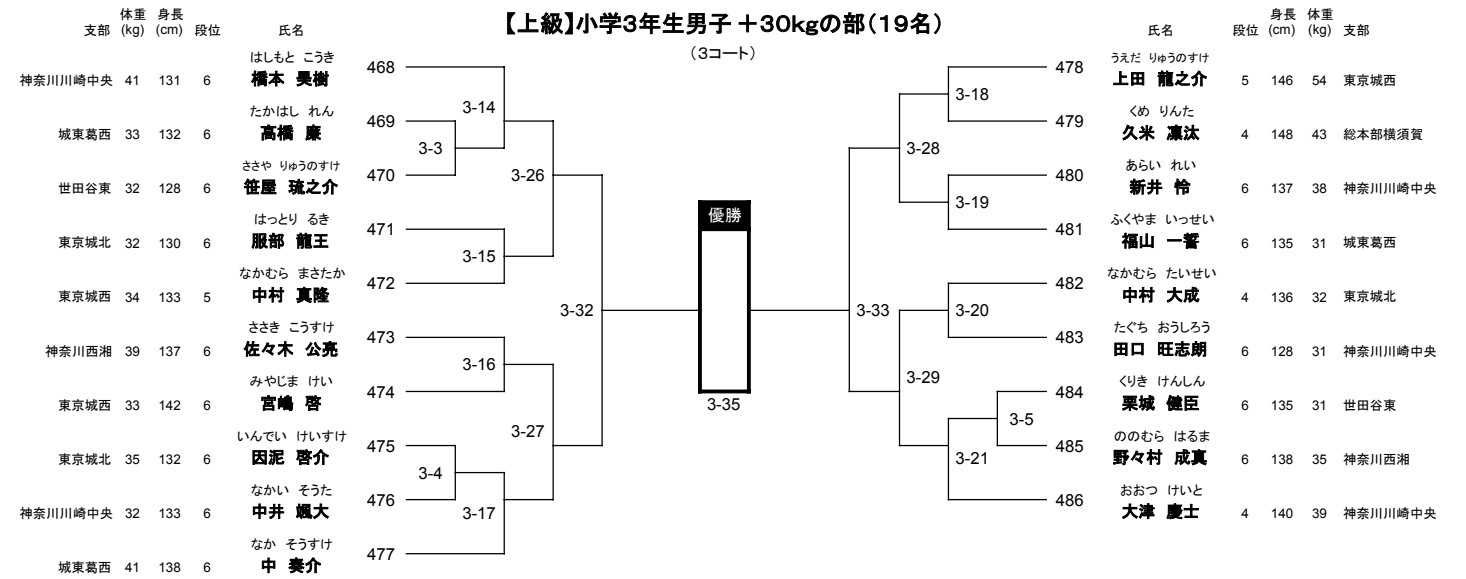 【上級】小学3年生男子 +30kgの部(19名)
(3コート)
支部 体重(kg) 身長(cm) 段位 氏名
はしもと こうき
神奈川川崎中央 41 131 6 橋本 昊樹 468
たかはし れん
城東葛西 33 132 6 高橋 廉 469
ささや りゅうのすけ
世田谷東 32 128 6 笹屋 琉之介 470
はっとり るき
東京城北 32 130 6 服部 龍王 471
なかむら まさたか
東京城西 34 133 5 中村 真隆 472
ささき こうすけ
神奈川西湘 39 137 6 佐々木 公亮 473
みやじま けい
東京城西 33 142 6 宮嶋 啓 474
いんでい けいすけ
東京城北 35 132 6 因泥 啓介 475
なかい そうた
神奈川川崎中央 32 133 6 中井 颯大 476
なか そうすけ
城東葛西 41 138 6 中 奏介 477
3-14
3-3
3-26
3-15
3-32
3-16
3-27
3-4
3-17
優勝
3-35
3-18
3-28
3-19
3-33
3-20
3-29
3-5
3-21
氏名 段位 身長(cm) 体重(kg) 支部
うえだ りゅうのすけ
478 上田 龍之介 5 146 54 東京城西
くめ りんた
479 久米 凛汰 4 148 43 総本部横須賀
あらい れい
480 新井 怜 6 137 38 神奈川川崎中央
ふくやま いっせい
481 福山 一誓 6 135 31 城東葛西
なかむら たいせい
482 中村 大成 4 136 32 東京城北
たぐち おうしろう
483 田口 旺志朗 6 128 31 神奈川川崎中央
くりき けんしん
484 栗城 健臣 6 135 31 世田谷東
ののむら はるま
485 野々村 成真 6 138 35 神奈川西湘
おおつ けいと
486 大津 慶士 4 140 39 神奈川川崎中央